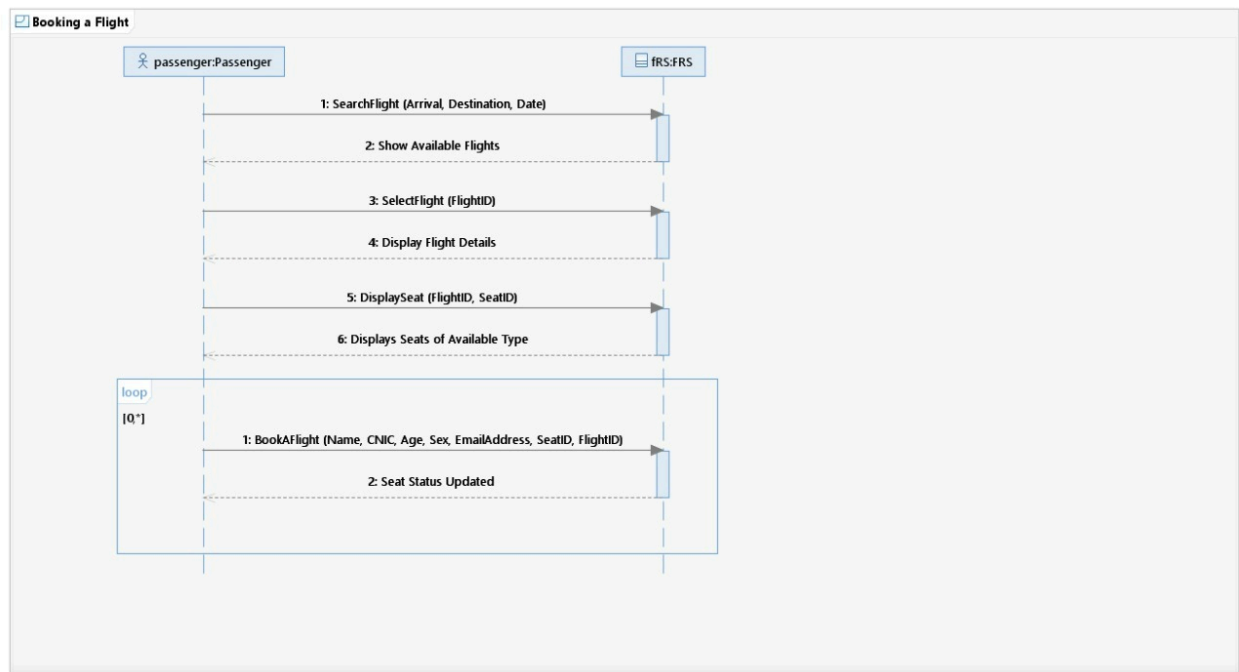 Booking a Flight
passenger:Passenger
fRS:FRS
1: SearchFlight (Arrival, Destination, Date)
2: Show Available Flights
3: SelectFlight (FlightID)
4: Display Flight Details
5: DisplaySeat (FlightID, SeatID)
6: Displays Seats of Available Type
loop
[0,*]
1: BookAFlight (Name, CNIC, Age, Sex, EmailAddress, SeatID, FlightID)
2: Seat Status Updated